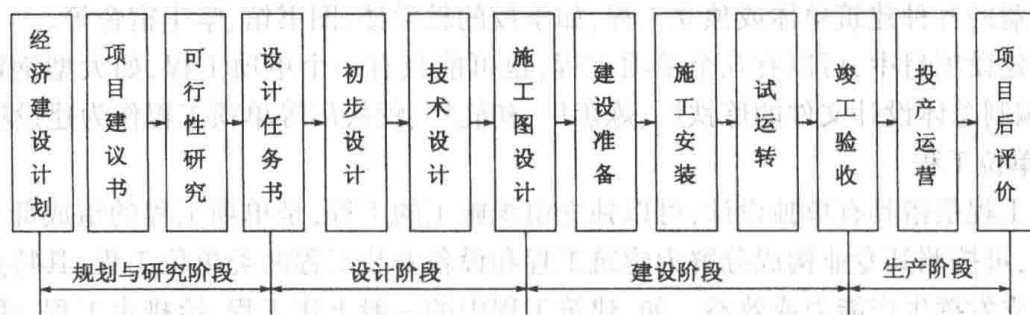 经济建设计划
项目建议书
可行性研究
设计任务书
初步设计
技术设计
施工图设计
建设准备
施工安装
试运转
竣工验收
投产运营
项目后评价
规划与研究阶段
设计阶段
建设阶段
生产阶段